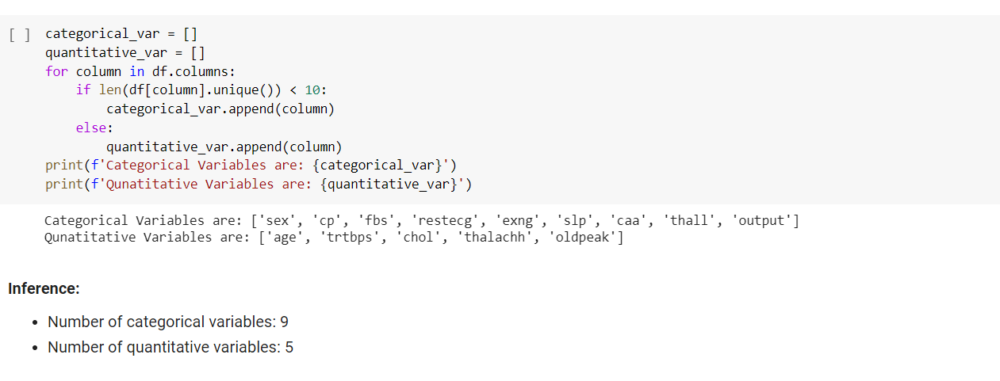 [ ] categorical_var = []
quantitative_var = []
for column in df.columns:
    if len(df[column].unique()) < 10:
        categorical_var.append(column)
    else:
        quantitative_var.append(column)
print(f'Categorical Variables are: {categorical_var}')
print(f'Qunatitative Variables are: {quantitative_var}')
Categorical Variables are: ['sex', 'cp', 'fbs', 'restecg', 'exng', 'slp', 'caa', 'thall', 'output']
Qunatitative Variables are: ['age', 'trtbps', 'chol', 'thalachh', 'oldpeak']
Inference:
• Number of categorical variables: 9
• Number of quantitative variables: 5